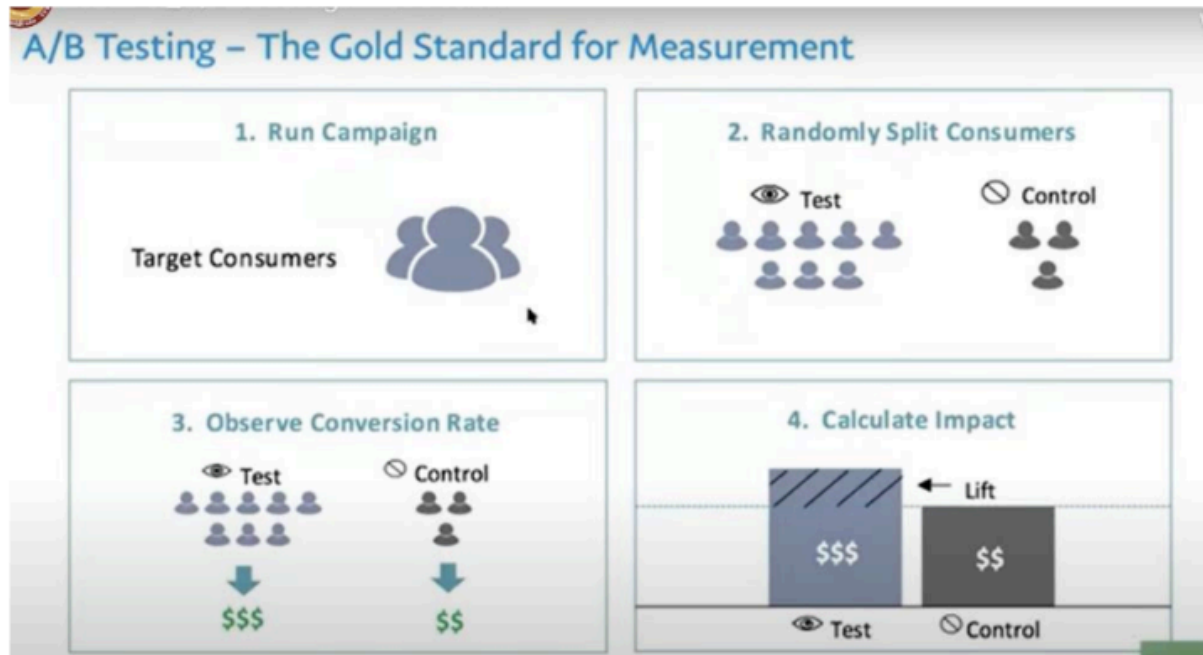 A/B Testing – The Gold Standard for Measurement
1. Run Campaign
Target Consumers
2. Randomly Split Consumers
Test
Control
3. Observe Conversion Rate
Test
Control
$$$
$$
4. Calculate Impact
Lift
$$$
$$
Test
Control